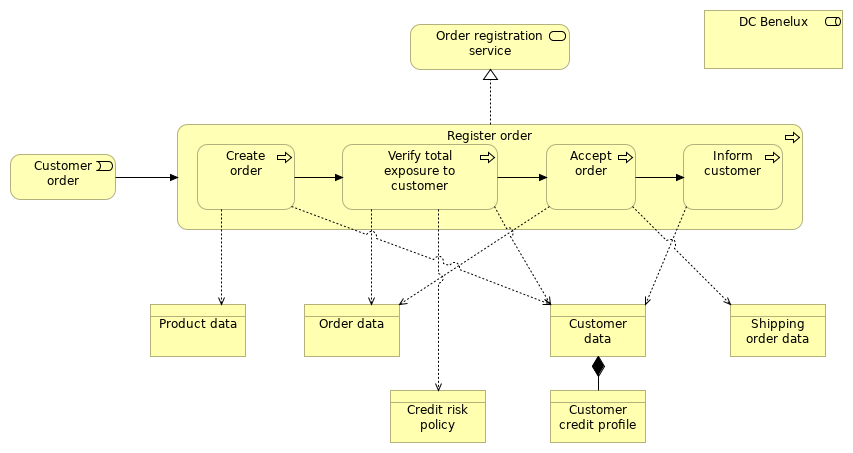 Order registration
service
DC Benelux
Register order
Customer
order
Create
order
Verify total
exposure to
customer
Accept
order
Inform
customer
Product data
Order data
Customer
data
Shipping
order data
Credit risk
policy
Customer
credit profile